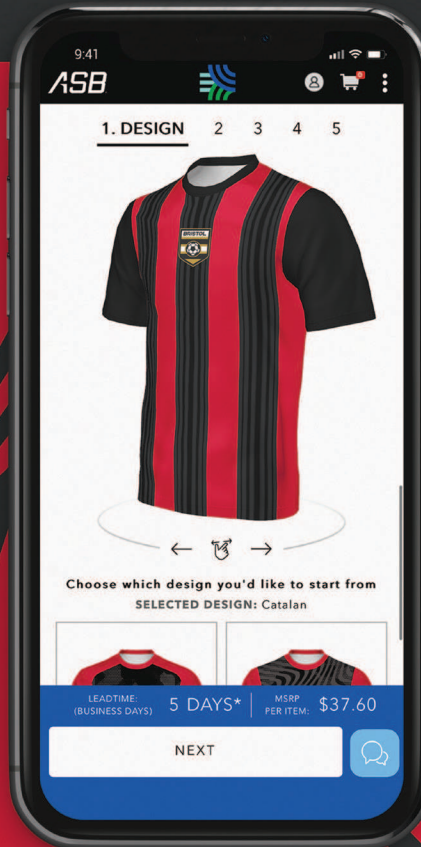 9:41
ASB
1. DESIGN 2 3 4 5
BRISTOL
Choose which design you'd like to start from
SELECTED DESIGN: Catalan
LEADTIME:
(BUSINESS DAYS)
5 DAYS*
MSRP
PER ITEM:
$37.60
NEXT